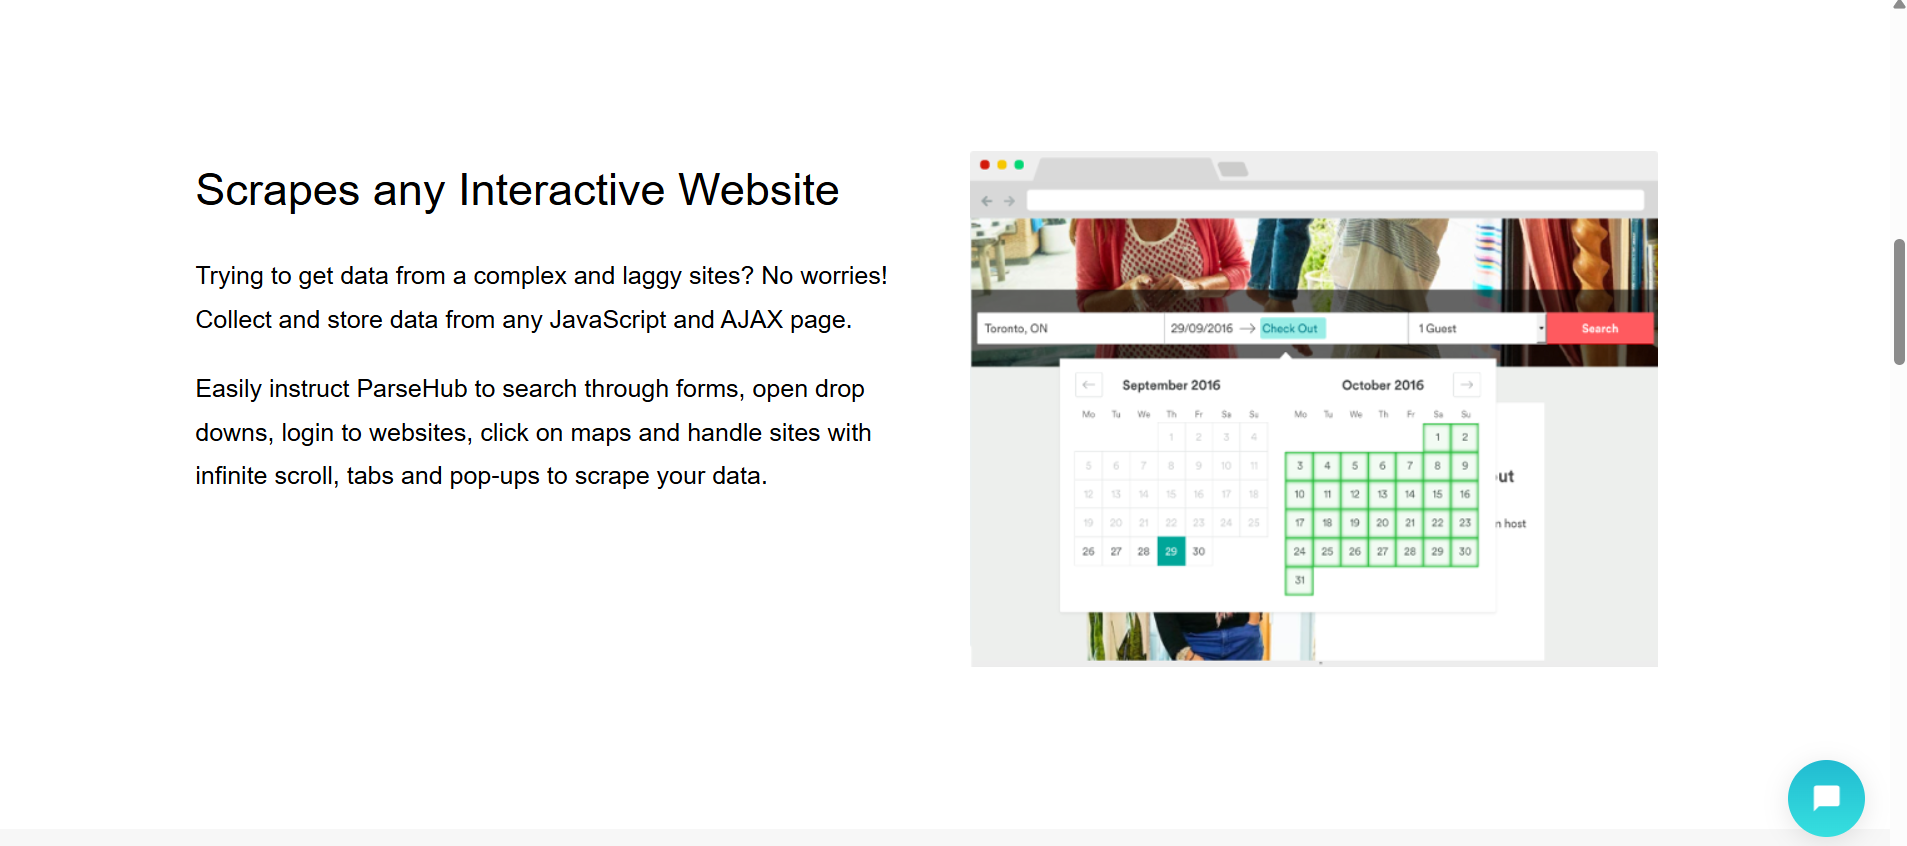 Scrapes any Interactive Website
Trying to get data from a complex and laggy sites? No worries!
Collect and store data from any JavaScript and AJAX page.
Easily instruct ParseHub to search through forms, open drop
downs, login to websites, click on maps and handle sites with
infinite scroll, tabs and pop-ups to scrape your data.
Toronto, ON 29/09/2016 → Check Out 1 Guest Search
← September 2016
Mo Tu We Th Fr Sa Su
1 2 3 4
5 6 7 8 9 10 11
12 13 14 15 16 17 18
19 20 21 22 23 24 25
26 27 28 29 30
October 2016 →
Mo Tu We Th Fr Sa Su
1 2
3 4 5 6 7 8 9
10 11 12 13 14 15 16
17 18 19 20 21 22 23
24 25 26 27 28 29 30
31
ut
n host